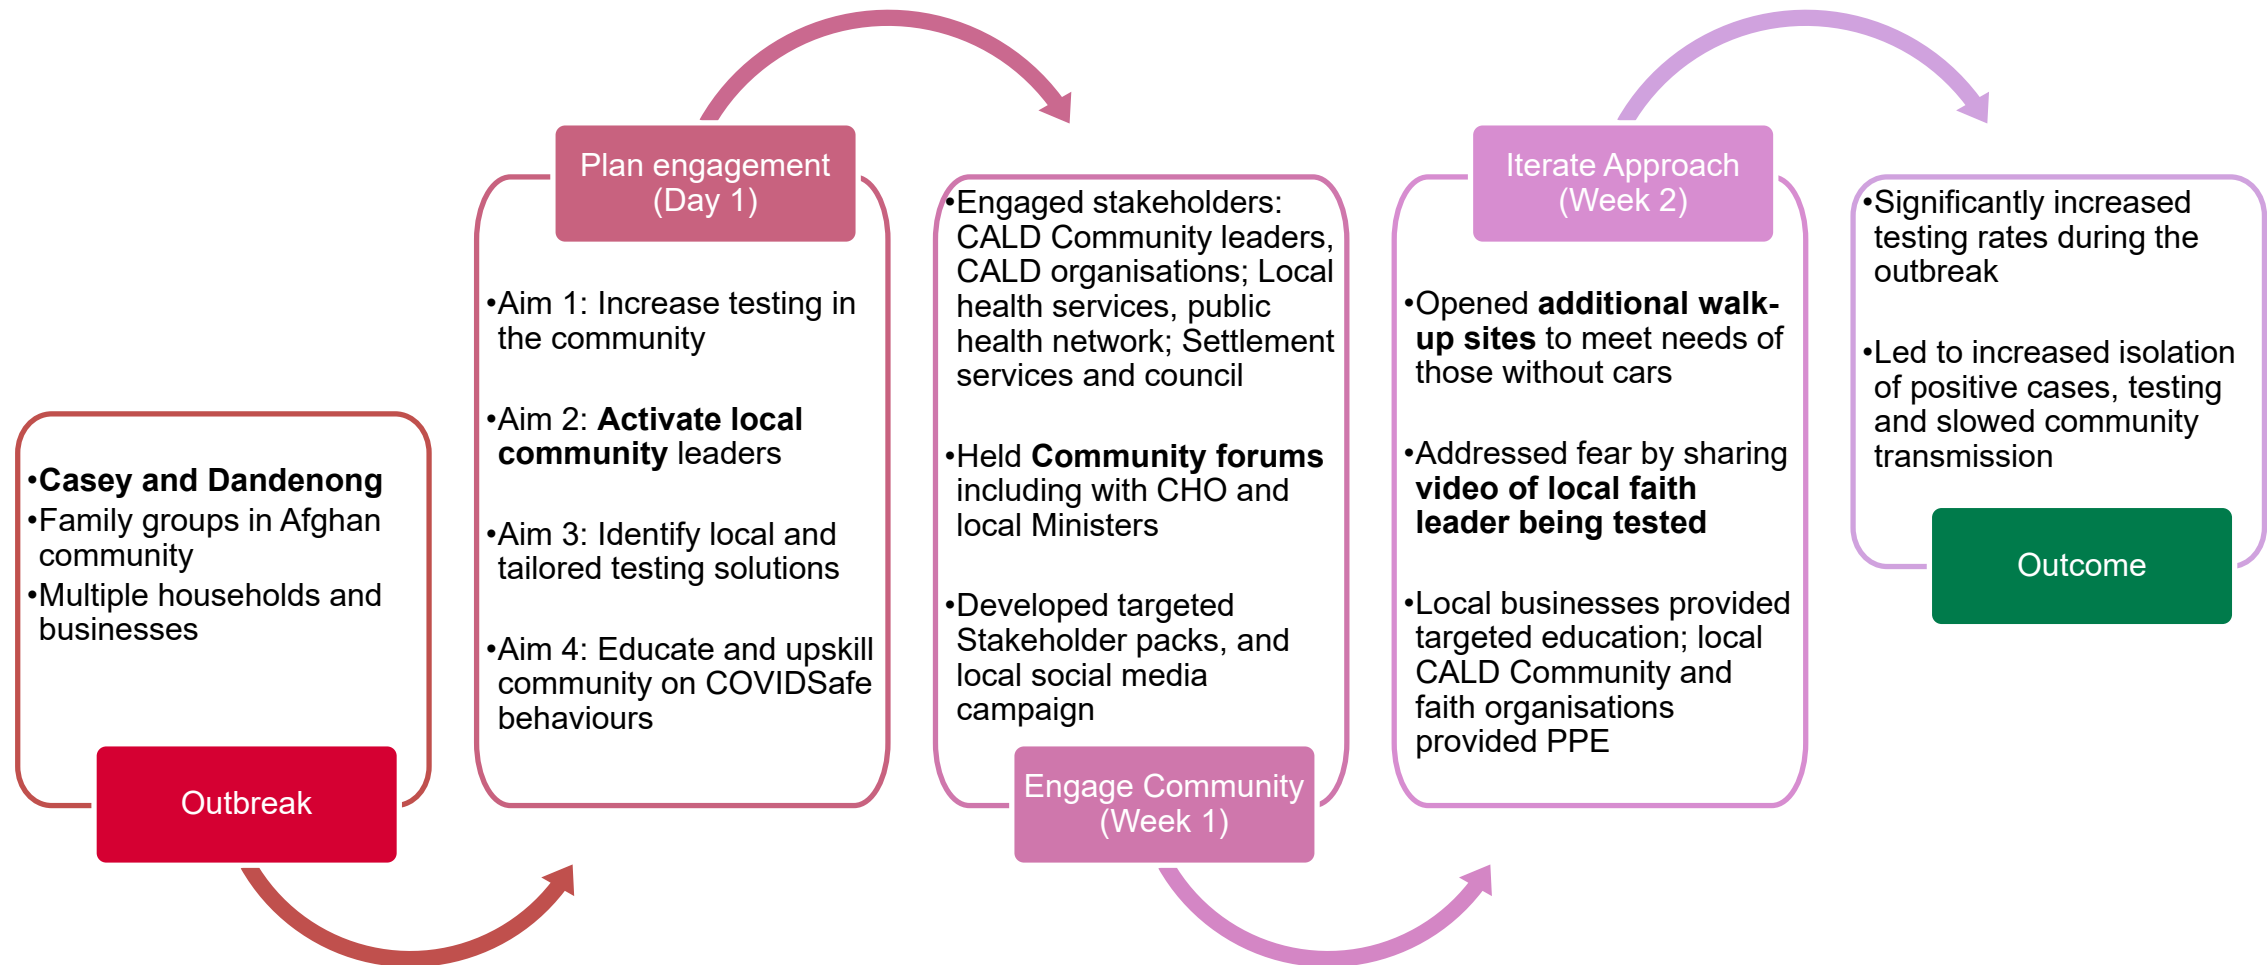 •Casey and Dandenong
•Family groups in Afghan
community
•Multiple households and
businesses
Outbreak
Plan engagement
(Day 1)
•Aim 1: Increase testing in
the community
•Aim 2: Activate local
community leaders
•Aim 3: Identify local and
tailored testing solutions
•Aim 4: Educate and upskill
community on COVIDSafe
behaviours
•Engaged stakeholders:
CALD Community leaders,
CALD organisations; Local
health services, public
health network; Settlement
services and council
•Held Community forums
including with CHO and
local Ministers
•Developed targeted
Stakeholder packs, and
local social media
campaign
Engage Community
(Week 1)
Iterate Approach
(Week 2)
•Opened additional walk-
up sites to meet needs of
those without cars
•Addressed fear by sharing
video of local faith
leader being tested
•Local businesses provided
targeted education; local
CALD Community and
faith organisations
provided PPE
•Significantly increased
testing rates during the
outbreak
•Led to increased isolation
of positive cases, testing
and slowed community
transmission
Outcome